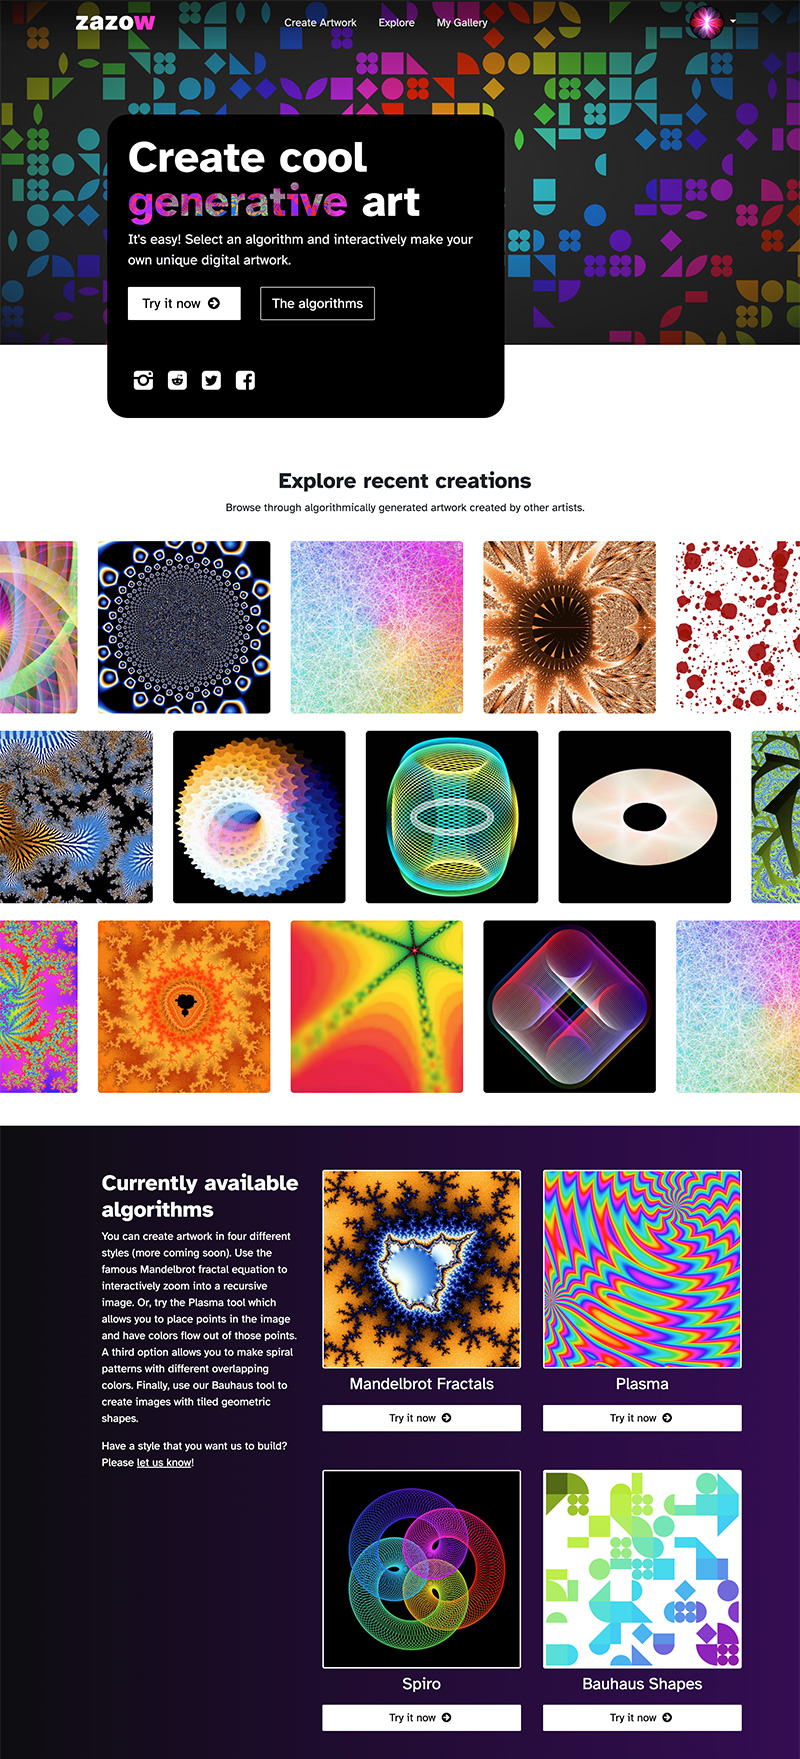 zazow
Create Artwork
Explore
My Gallery
Create cool
generative art
It's easy! Select an algorithm and interactively make your
own unique digital artwork.
Try it now
The algorithms
Explore recent creations
Browse through algorithmically generated artwork created by other artists.
Currently available
algorithms
You can create artwork in four different
styles (more coming soon). Use the
famous Mandelbrot fractal equation to
interactively zoom into a recursive
image. Or, try the Plasma tool which
allows you to place points in the image
and have colors flow out of those points.
A third option allows you to make spiral
patterns with different overlapping
colors. Finally, use our Bauhaus tool to
create images with tiled geometric
shapes.
Have a style that you want us to build?
Please let us know!
Mandelbrot Fractals
Try it now
Plasma
Try it now
Spiro
Try it now
Bauhaus Shapes
Try it now